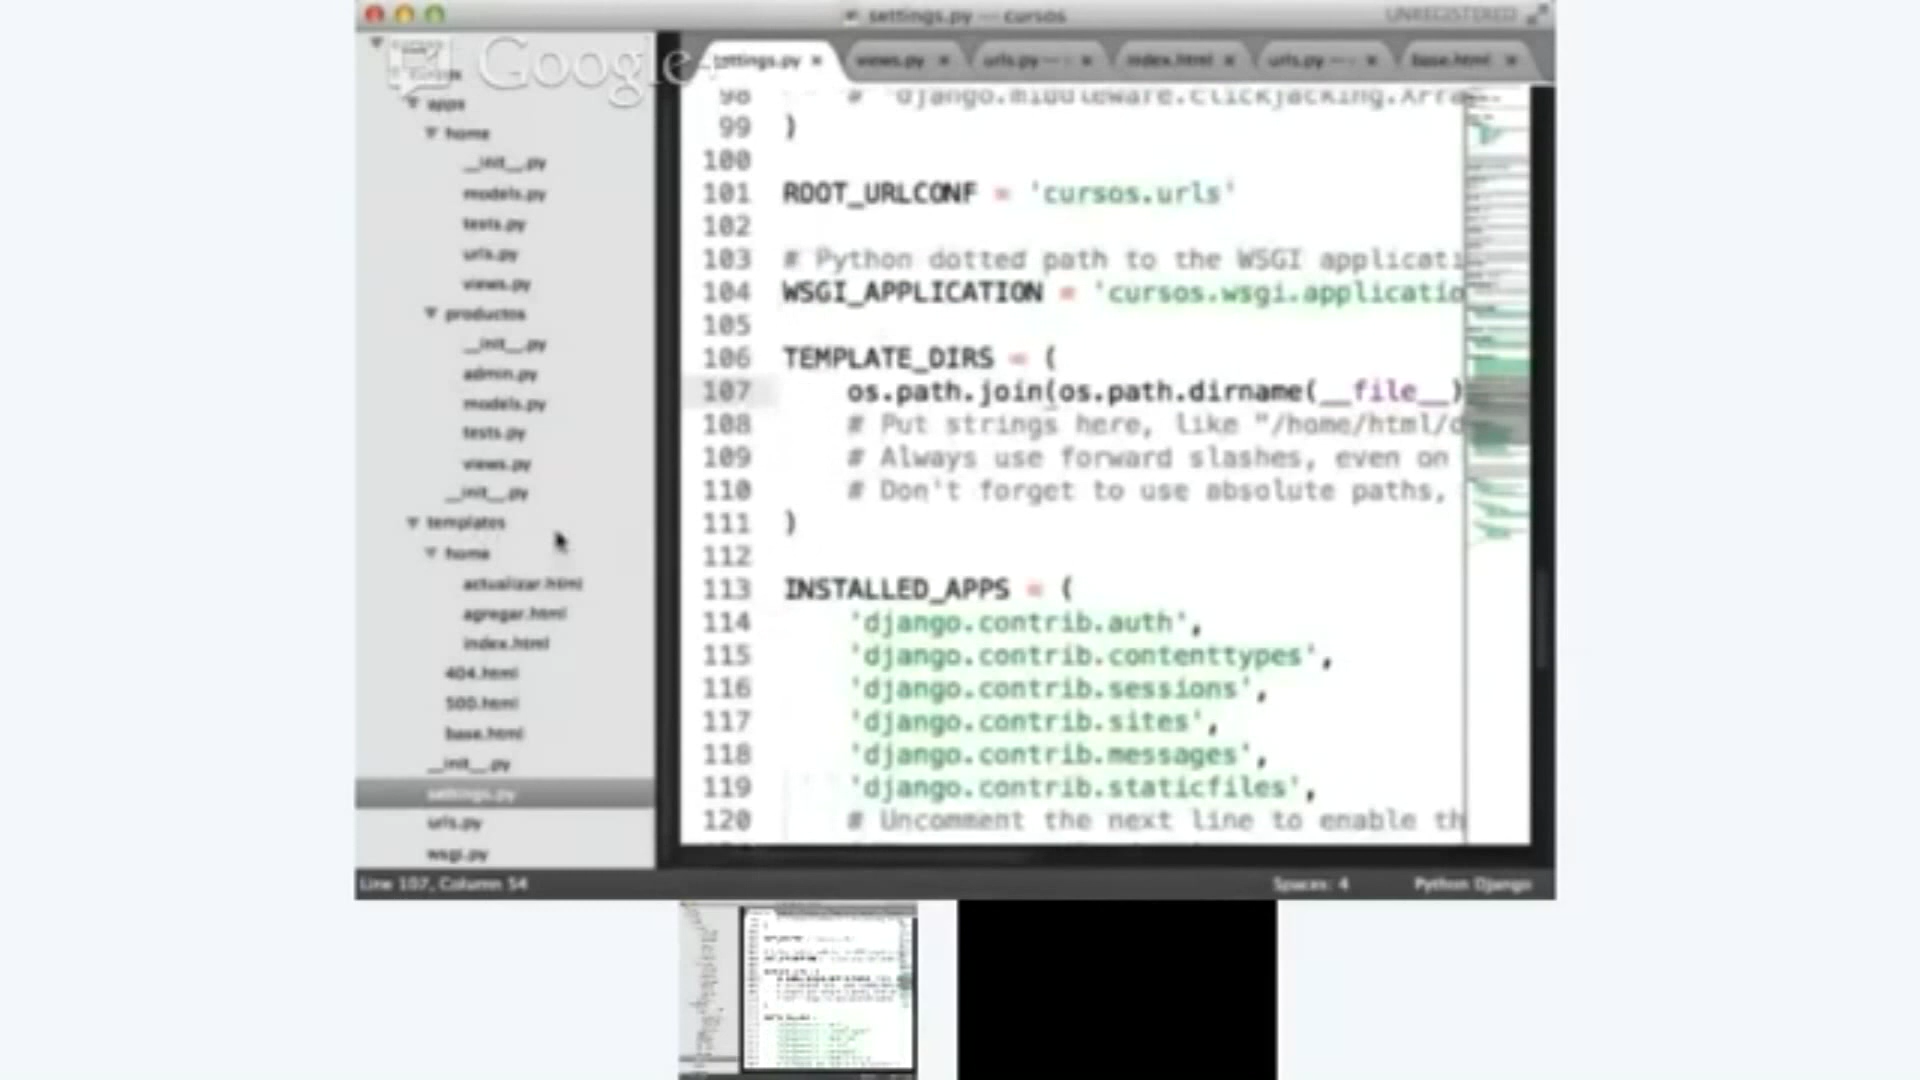 settings.py — cursos
UNREGISTERED
Google
apps
home
__init__.py
models.py
tests.py
urls.py
views.py
productos
__init__.py
admin.py
models.py
tests.py
views.py
__init__.py
templates
home
actualizar.html
agregar.html
index.html
404.html
500.html
base.html
__init__.py
settings.py
urls.py
wsgi.py
settings.py × views.py × urls.py — × index.html × urls.py — × base.html ×
98 # 'django.middleware.clickjacking.XFra
99 )
100
101 ROOT_URLCONF = 'cursos.urls'
102
103 # Python dotted path to the WSGI applicati
104 WSGI_APPLICATION = 'cursos.wsgi.applicatio
105
106 TEMPLATE_DIRS = (
107 os.path.join(os.path.dirname(__file__)
108 # Put strings here, like "/home/html/d
109 # Always use forward slashes, even on
110 # Don't forget to use absolute paths,
111 )
112
113 INSTALLED_APPS = (
114 'django.contrib.auth',
115 'django.contrib.contenttypes',
116 'django.contrib.sessions',
117 'django.contrib.sites',
118 'django.contrib.messages',
119 'django.contrib.staticfiles',
120 # Uncomment the next line to enable th
Line 107, Column 54
Spaces: 4
Python Django